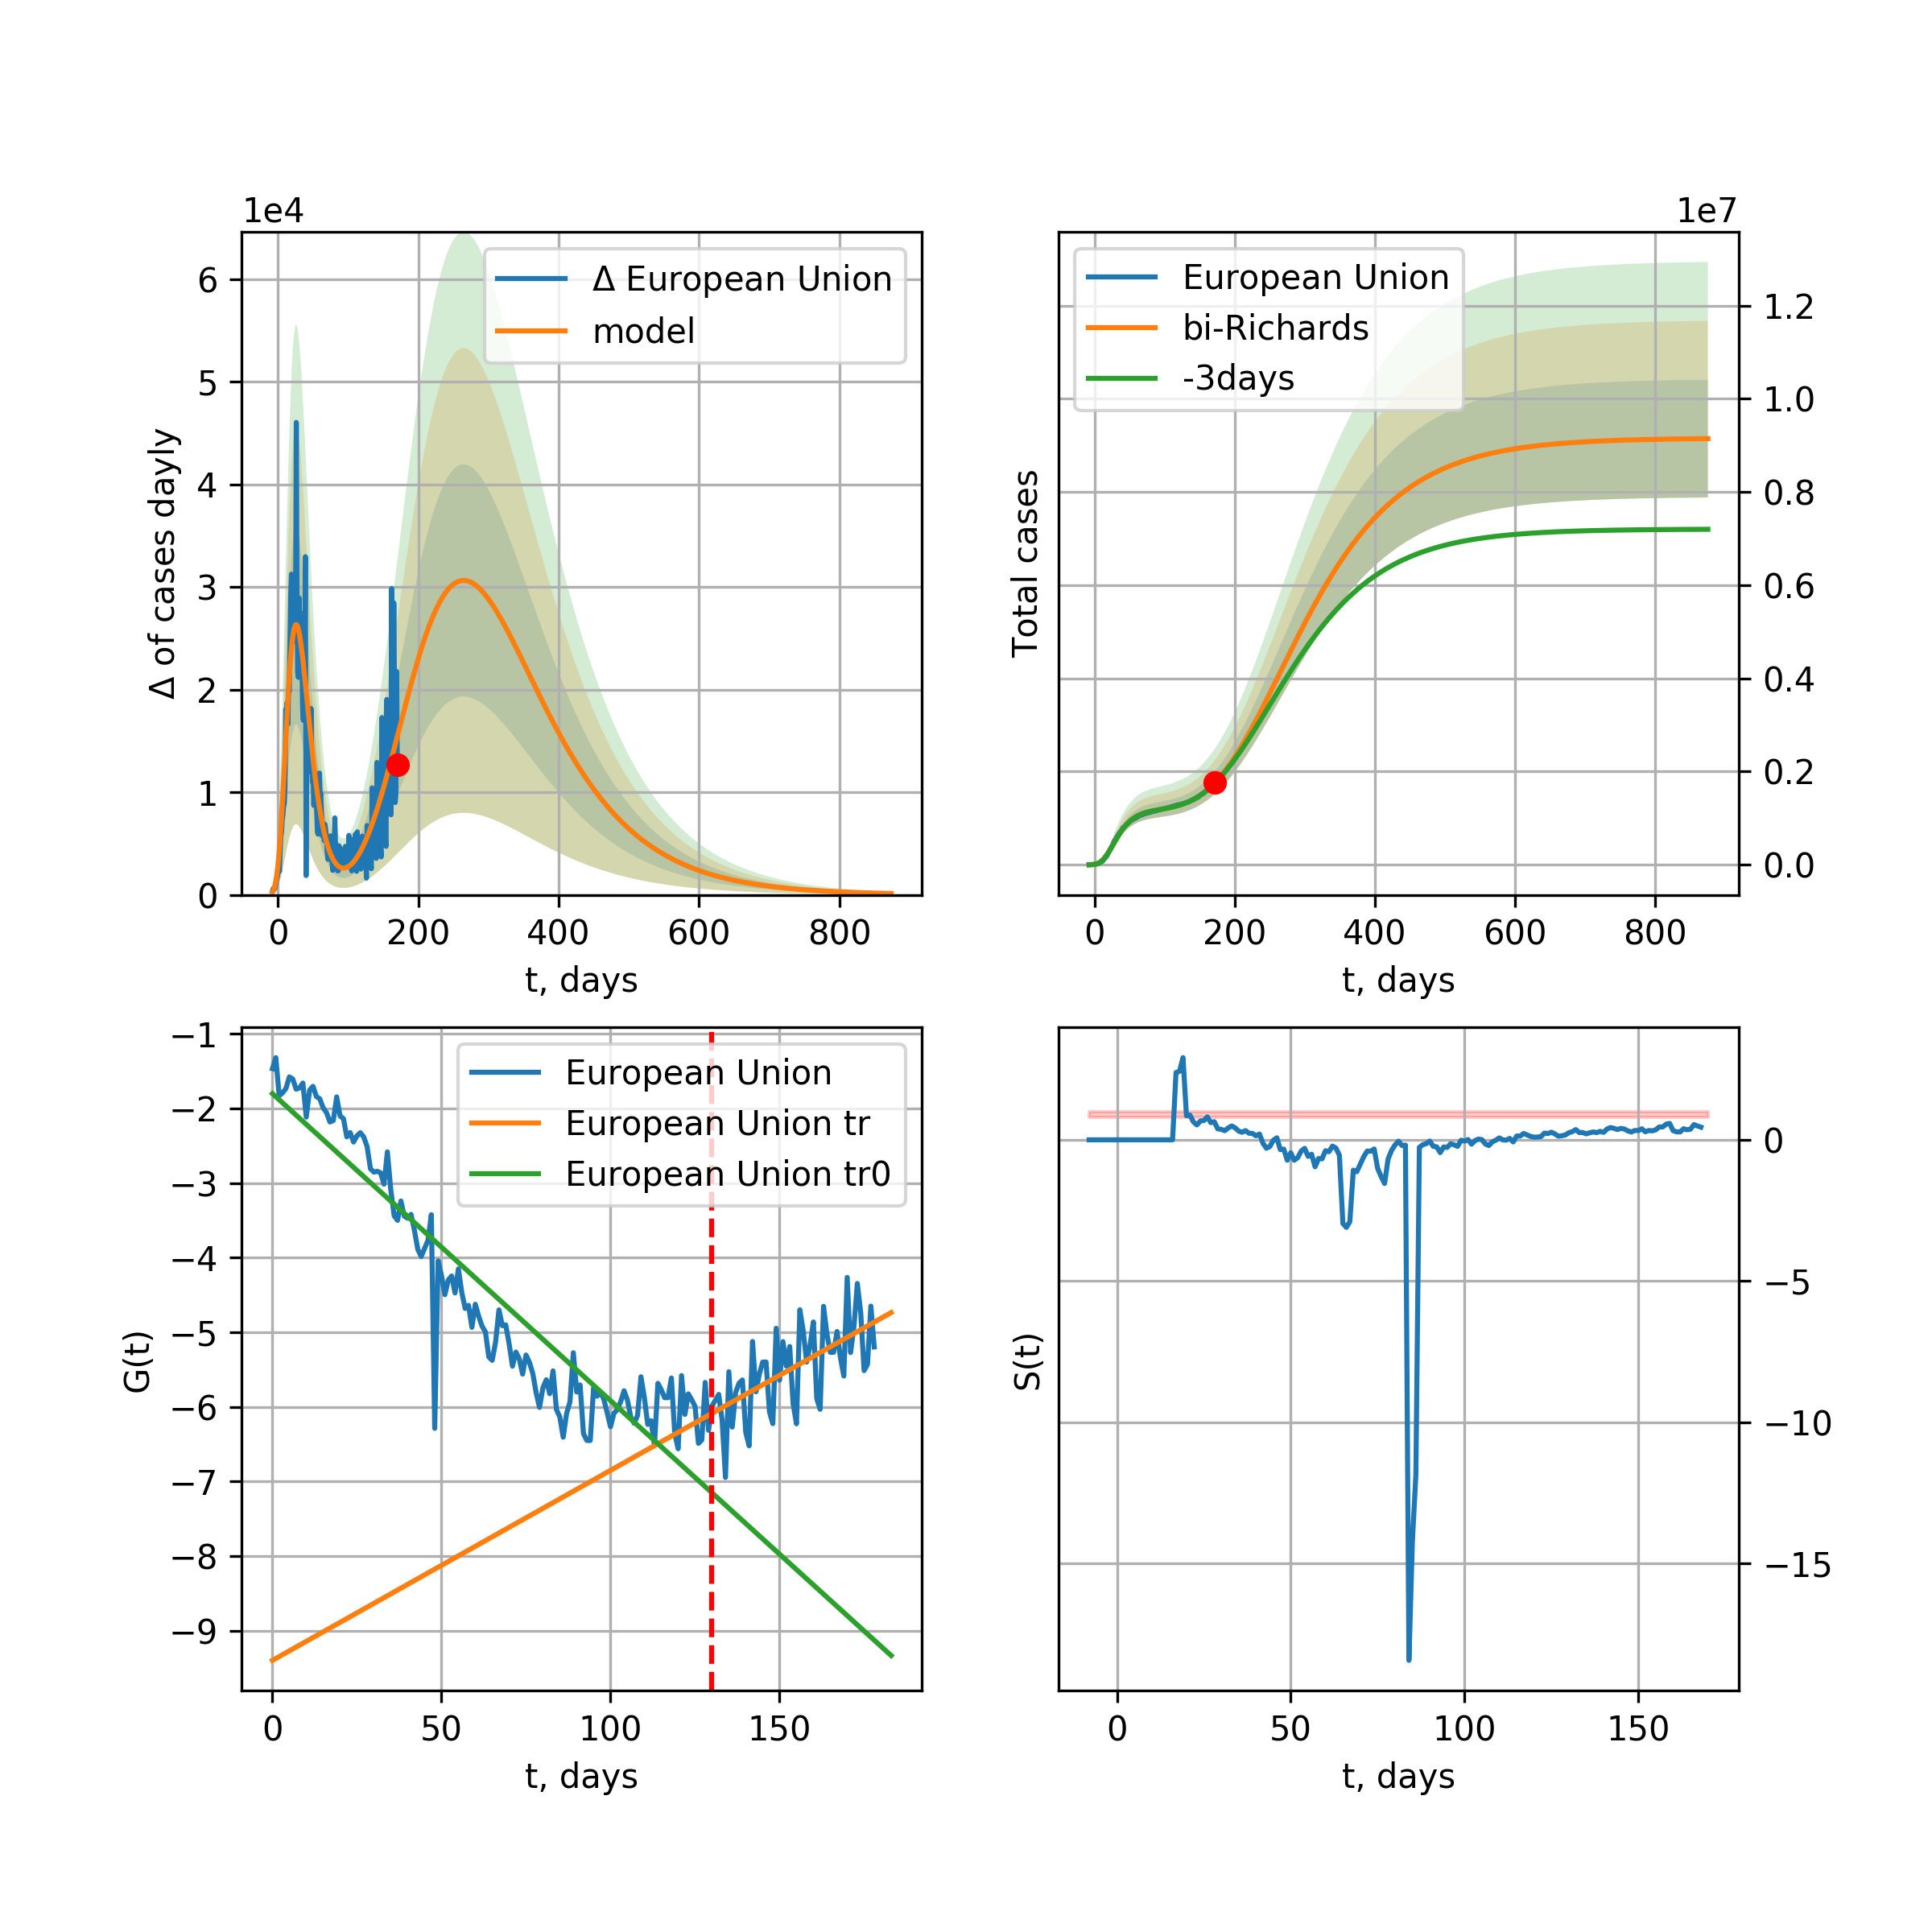 1e4
Δ European Union
model
6
5
4
3
2
1
0
Δ of cases dayly
0 200 400 600 800
t, days
1e7
European Union
bi-Richards
-3days
1.2
1.0
0.8
0.6
0.4
0.2
0.0
Total cases
0 200 400 600 800
t, days
European Union
European Union tr
European Union tr0
−1
−2
−3
−4
−5
−6
−7
−8
−9
G(t)
0 50 100 150
t, days
0
−5
−10
−15
S(t)
0 50 100 150
t, days